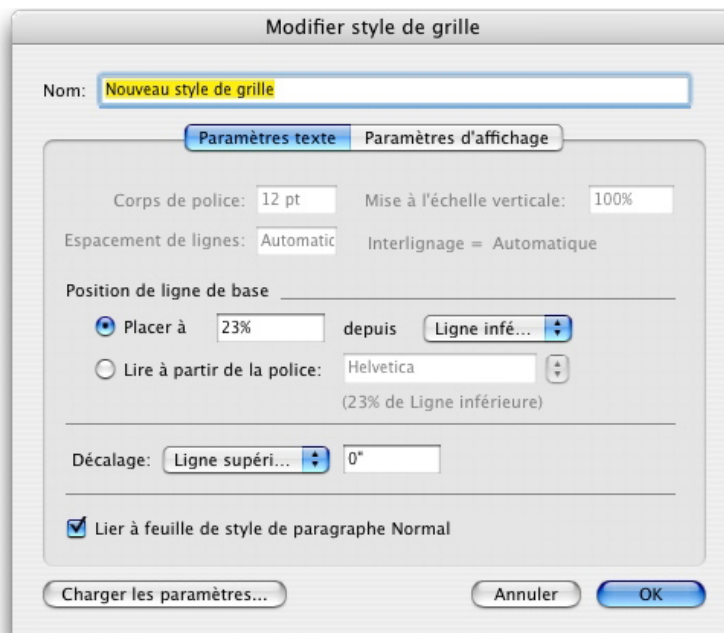 Modifier style de grille
Nom: Nouveau style de grille
Paramètres texte Paramètres d'affichage
Corps de police: 12 pt Mise à l'échelle verticale: 100%
Espacement de lignes: Automatic Interlignage = Automatique
Position de ligne de base
Placer à 23% depuis Ligne infé...
Lire à partir de la police: Helvetica
(23% de Ligne inférieure)
Décalage: Ligne supéri... 0"
Lier à feuille de style de paragraphe Normal
Charger les paramètres... Annuler OK